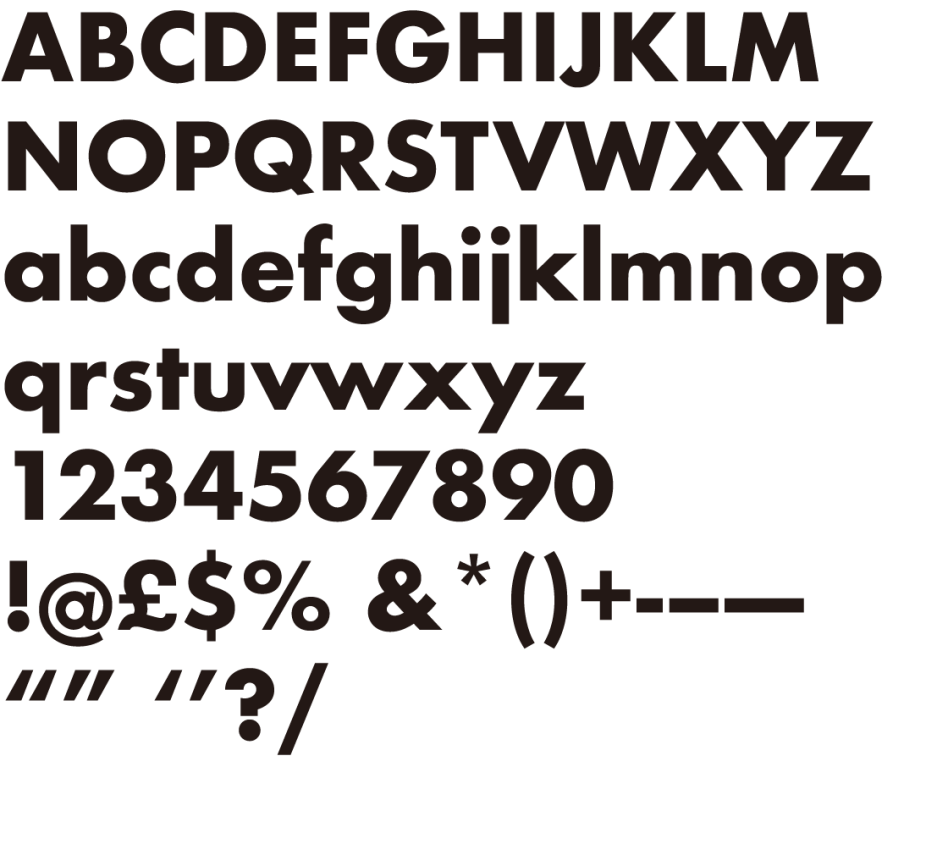 ABCDEFGHIJKLM
NOPQRSTVWXYZ
abcdefghijklmnop
qrstuvwxyz
1234567890
!@£$% &*()+-–—
“” ‘’?/